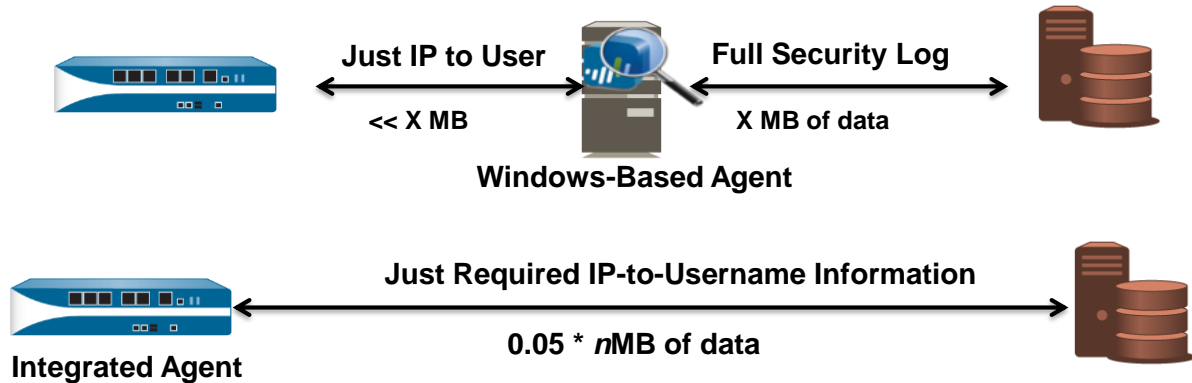 Just IP to User
Full Security Log
<< X MB
X MB of data
Windows-Based Agent
Just Required IP-to-Username Information
0.05 * nMB of data
Integrated Agent